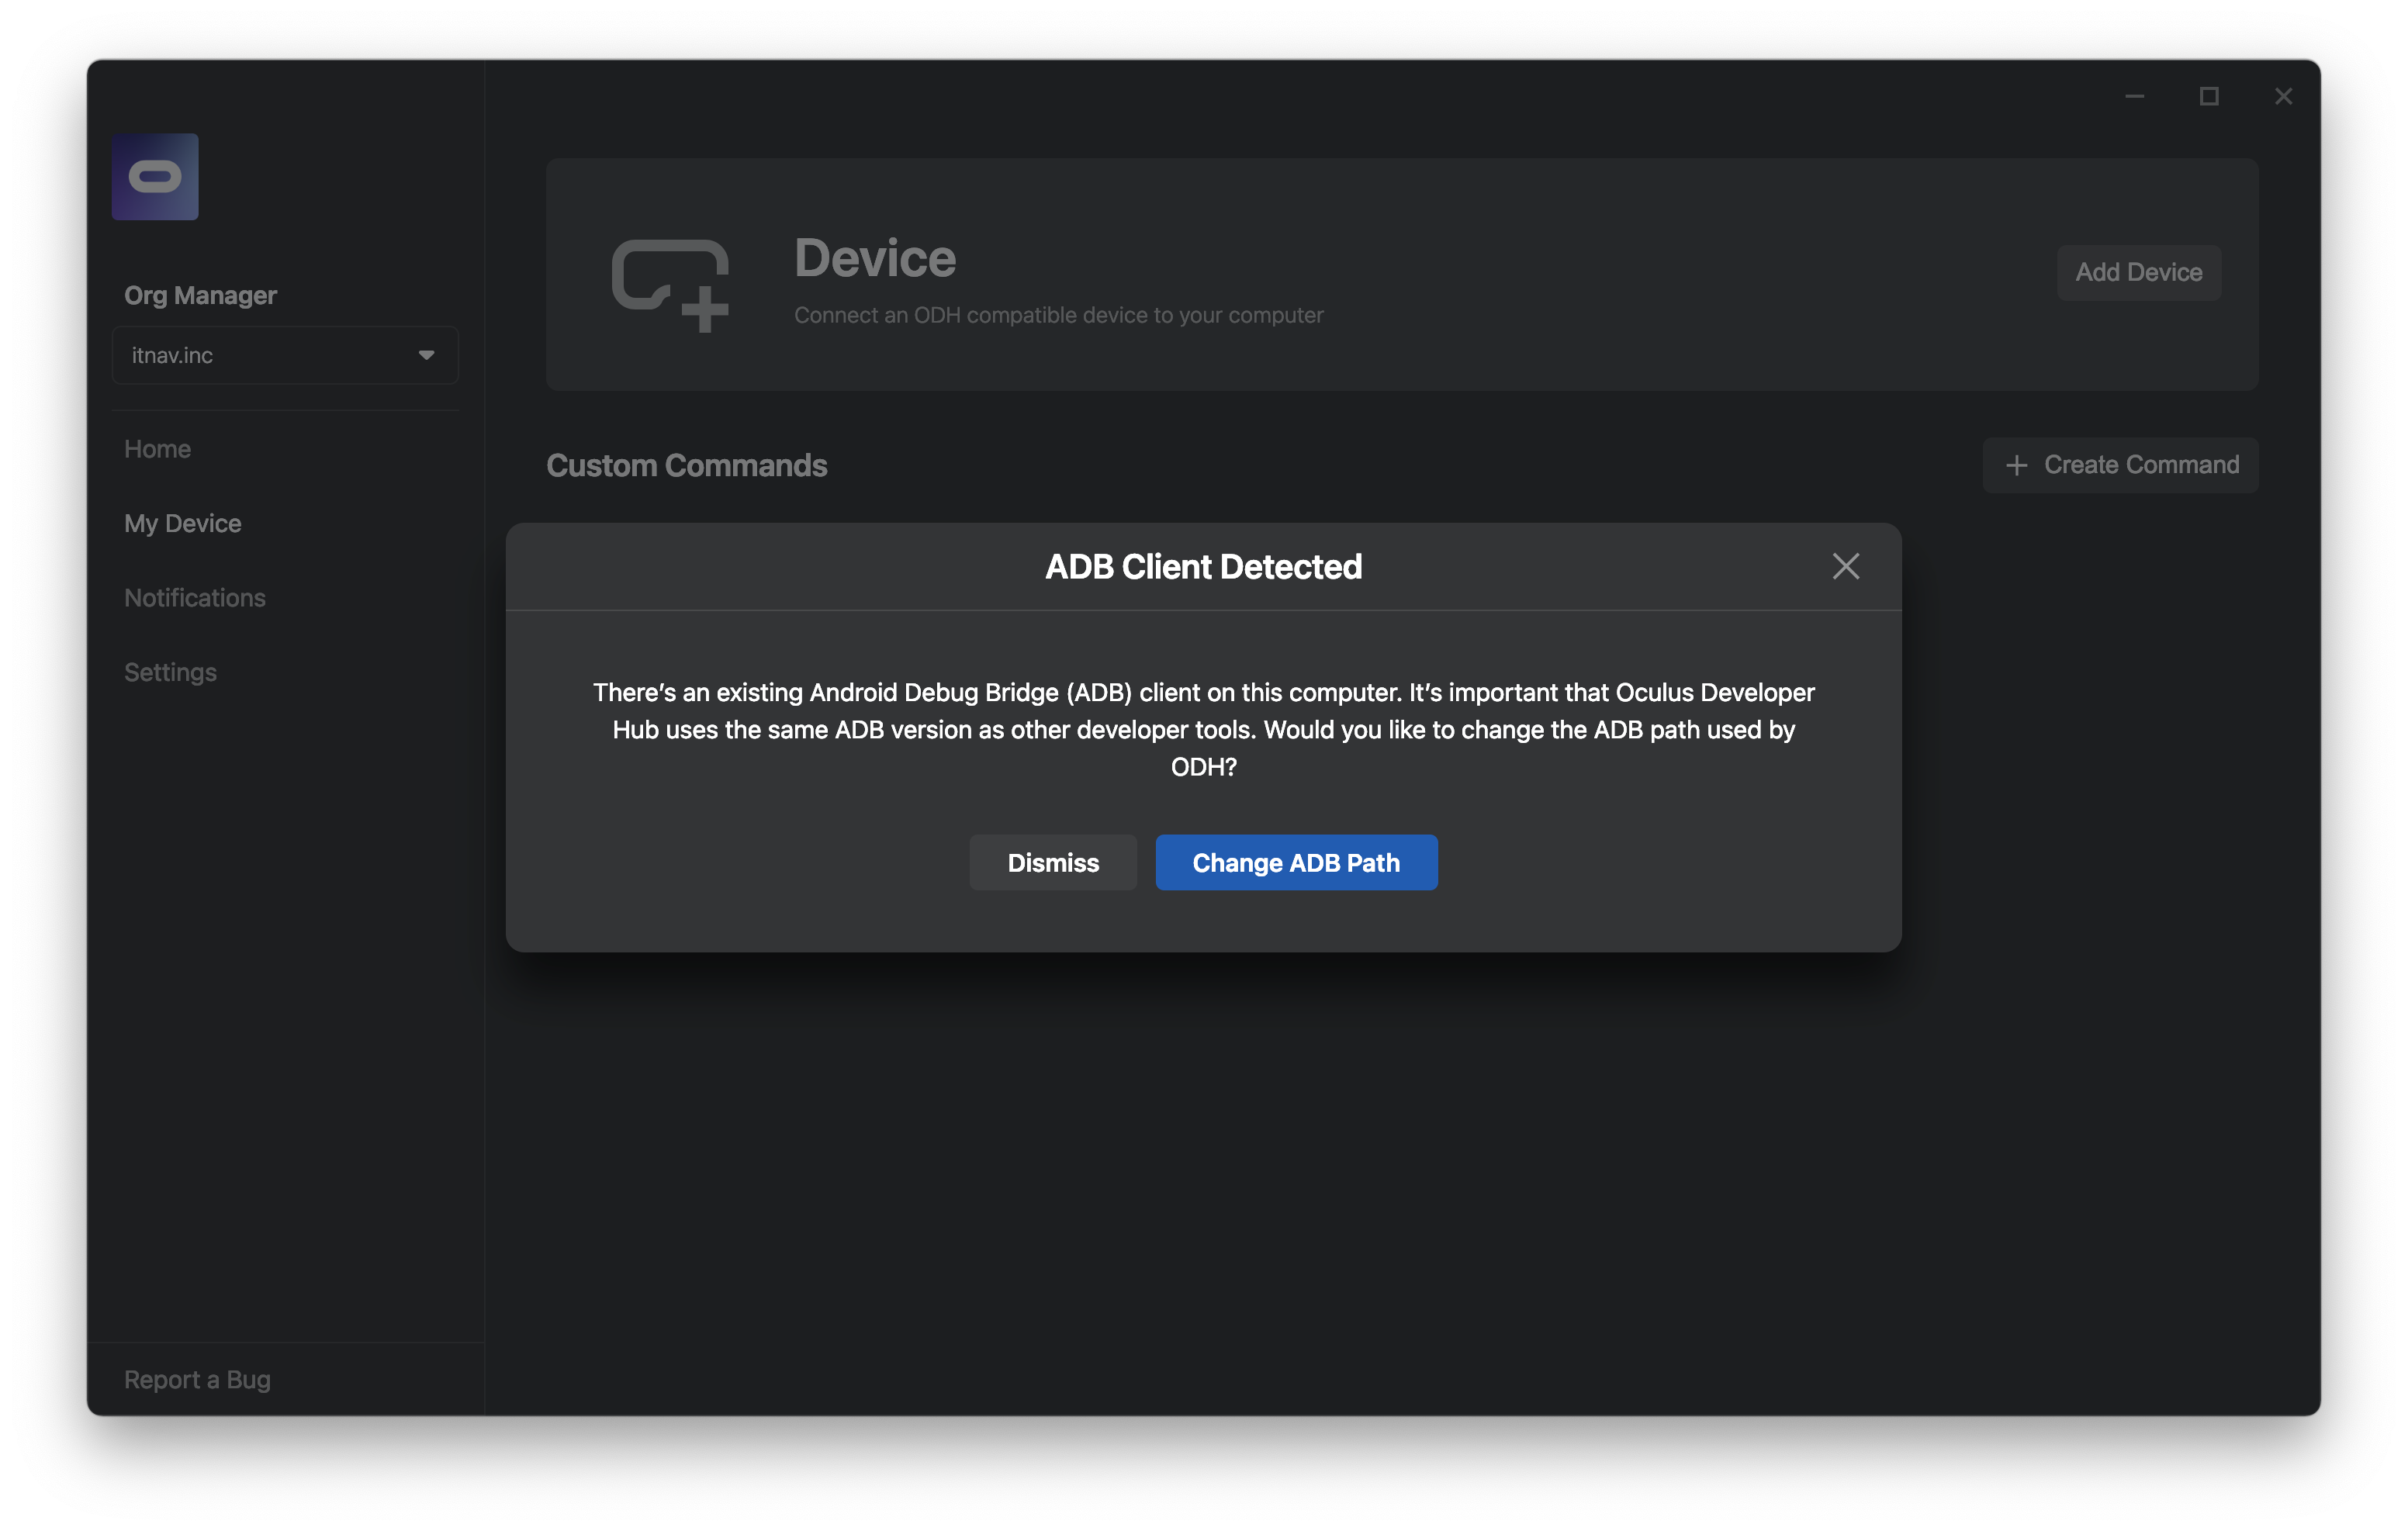 Org Manager
itnav.inc
Home
My Device
Notifications
Settings
Report a Bug
Device
Connect an ODH compatible device to your computer
Add Device
Custom Commands
Create Command
ADB Client Detected
There’s an existing Android Debug Bridge (ADB) client on this computer. It’s important that Oculus Developer
Hub uses the same ADB version as other developer tools. Would you like to change the ADB path used by
ODH?
Dismiss
Change ADB Path